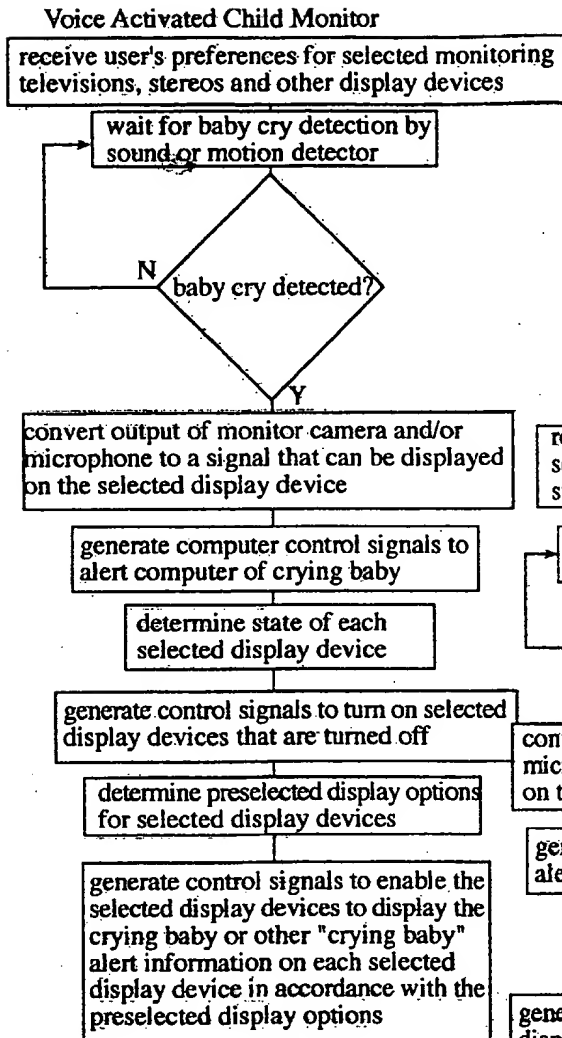 Voice Activated Child Monitor
receive user's preferences for selected monitoring
televisions, stereos and other display devices
wait for baby cry detection by
sound or motion detector
N
baby cry detected?
Y
convert output of monitor camera and/or
microphone to a signal that can be displayed
on the selected display device
generate computer control signals to
alert computer of crying baby
determine state of each
selected display device
generate control signals to turn on selected
display devices that are turned off
determine preselected display options
for selected display devices
generate control signals to enable the
selected display devices to display the
crying baby or other "crying baby"
alert information on each selected
display device in accordance with the
preselected display options
on t